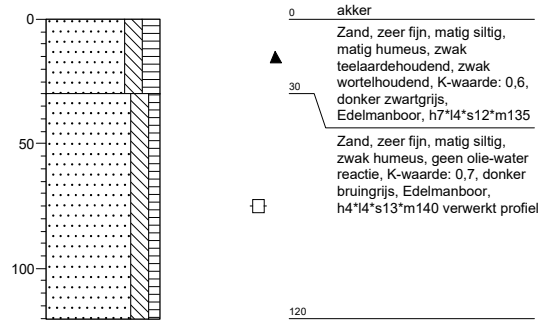 0
50
100
0 akker
Zand, zeer fijn, matig siltig,
matig humeus, zwak
teelaardehoudend, zwak
wortelhoudend, K-waarde: 0,6,
30
donker zwartgrijs,
Edelmanboor, h7*l4*s12*m135
Zand, zeer fijn, matig siltig,
zwak humeus, geen olie-water
reactie, K-waarde: 0,7, donker
bruingrijs, Edelmanboor,
h4*l4*s13*m140 verwerkt profiel
120